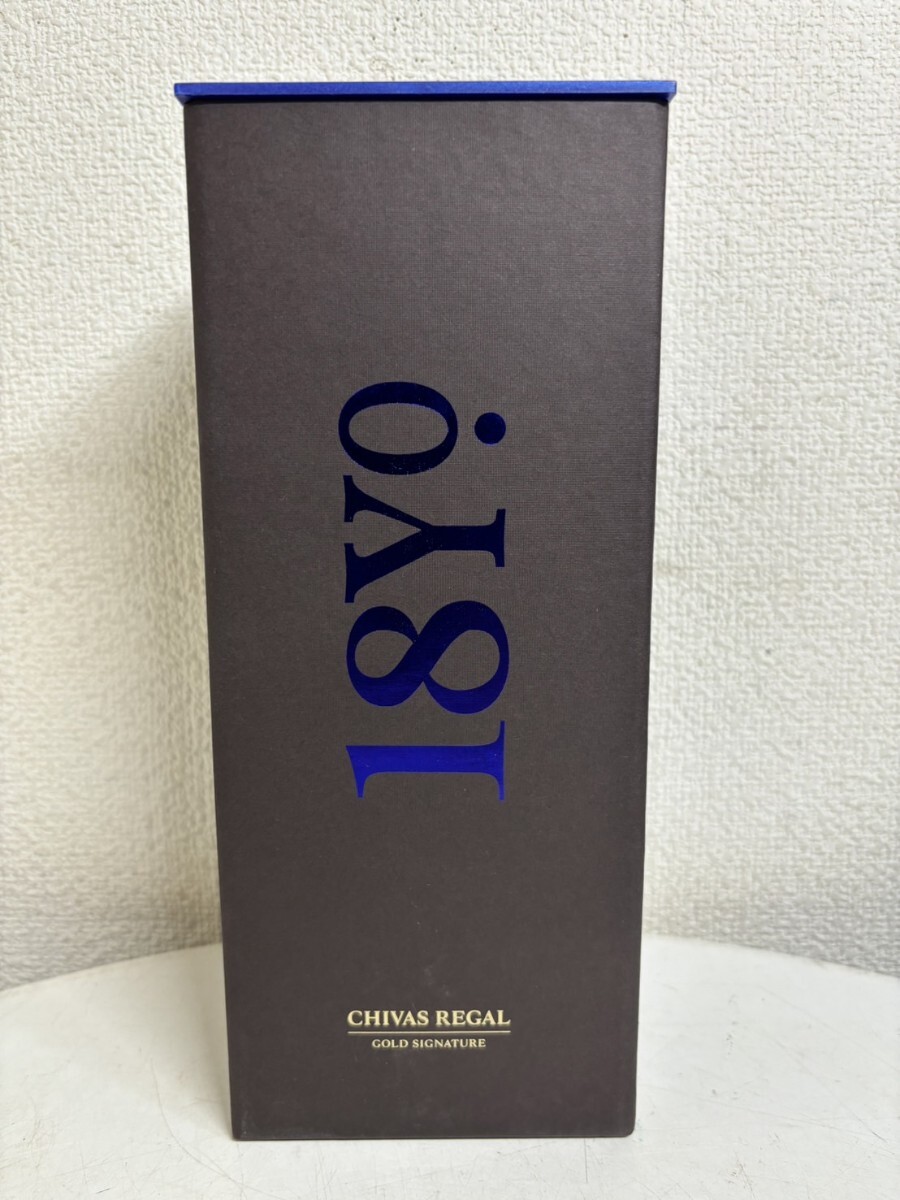 18Yº
CHIVAS REGAL
GOLD SIGNATURE